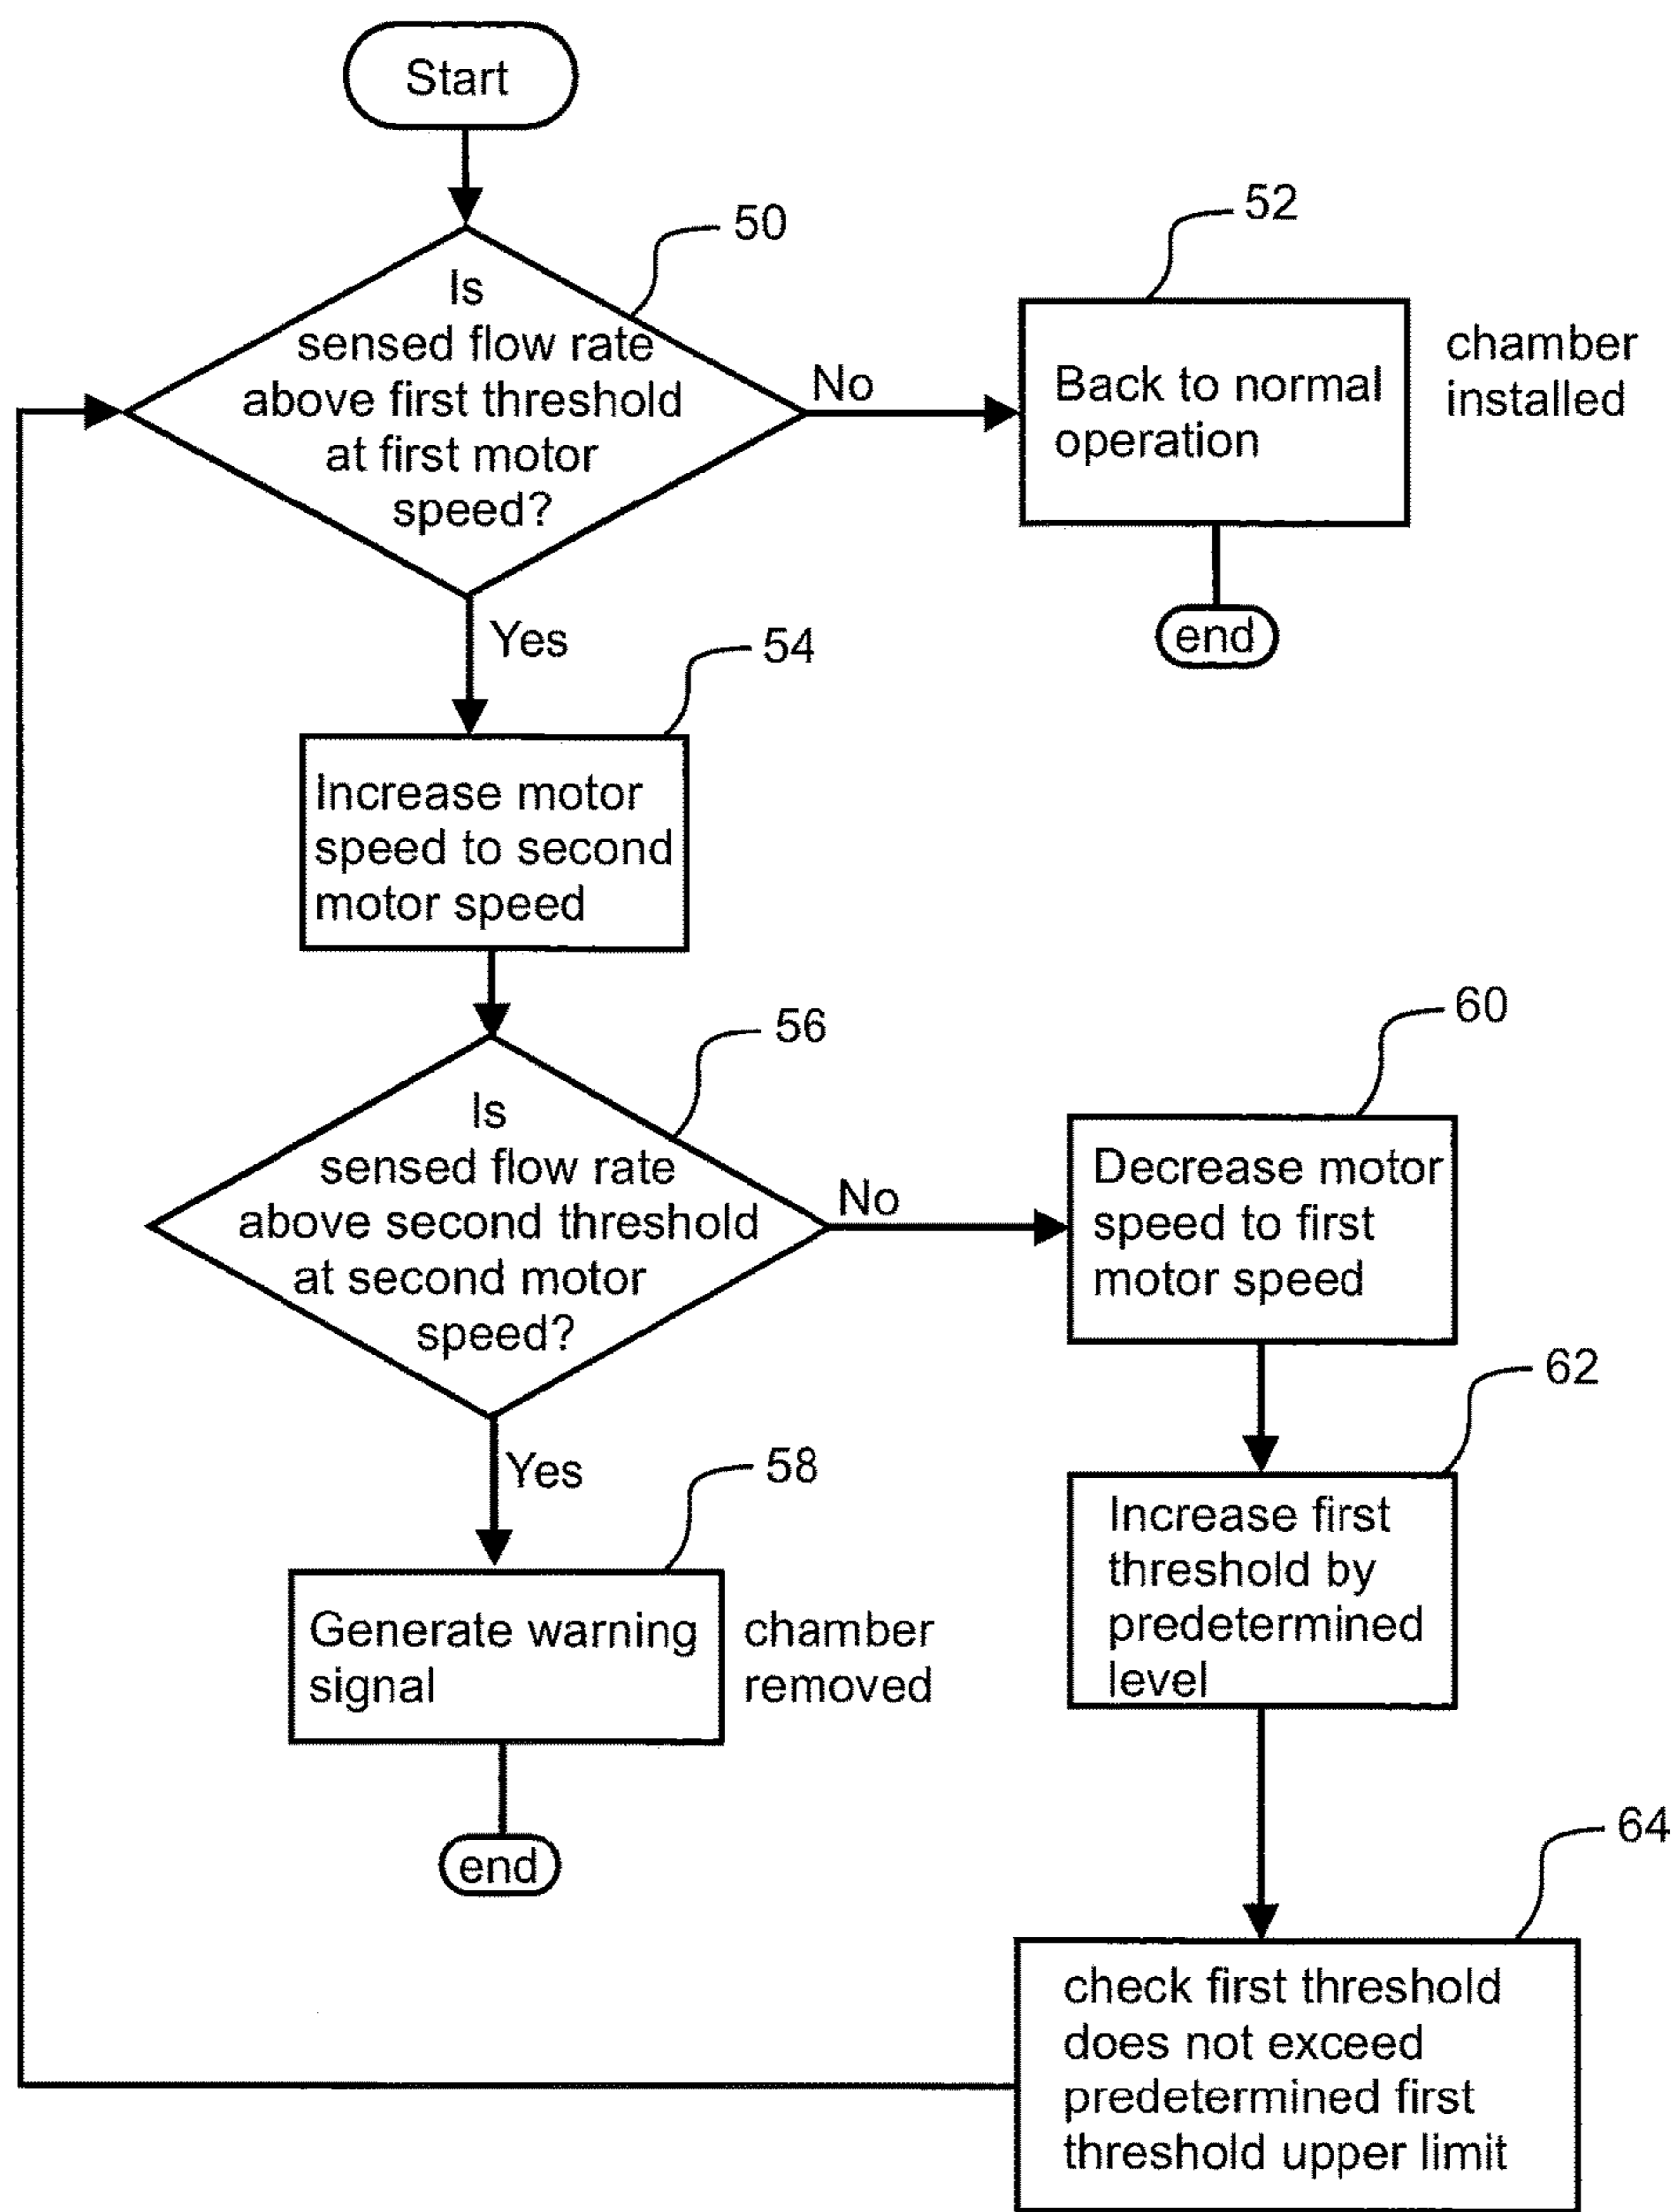 Start
50
Is
sensed flow rate
above first threshold
at first motor
speed?
No
52
Back to normal
operation
chamber
installed
end
Yes
54
Increase motor
speed to second
motor speed
56
Is
sensed flow rate
above second threshold
at second motor
speed?
No
60
Decrease motor
speed to first
motor speed
62
Increase first
threshold by
predetermined
level
Yes
58
Generate warning
signal
chamber
removed
end
64
check first threshold
does not exceed
predetermined first
threshold upper limit